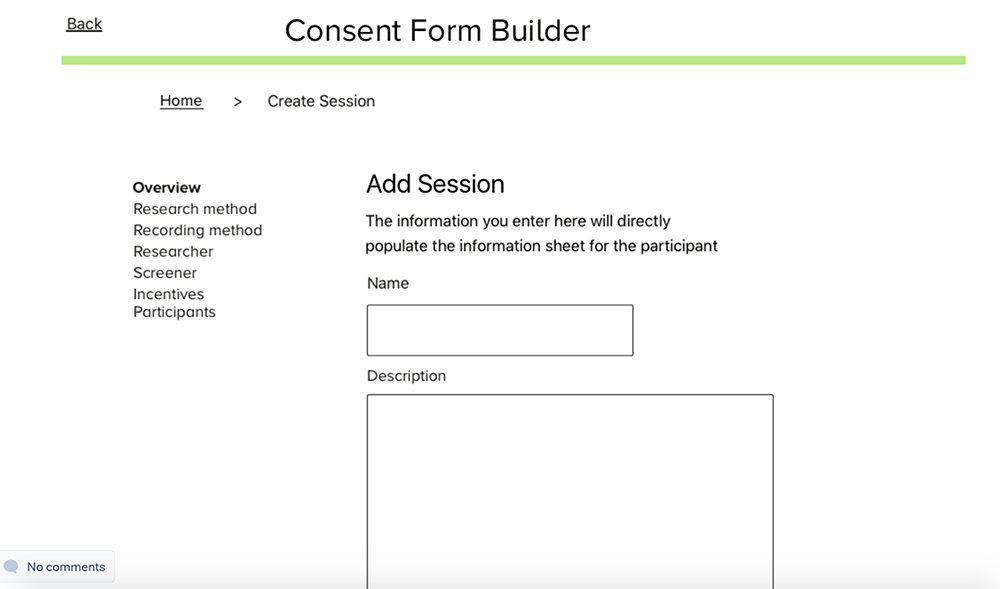 Back
Consent Form Builder
Home > Create Session
Overview
Research method
Recording method
Researcher
Screener
Incentives
Participants
Add Session
The information you enter here will directly
populate the information sheet for the participant
Name
Description
No comments